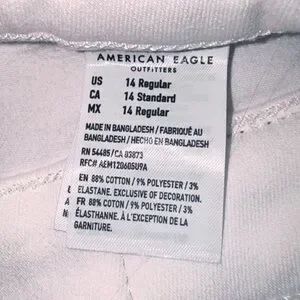 AMERICAN EAGLE
OUTFITTERS
US 14 Regular
CA 14 Standard
MX 14 Regular
MADE IN BANGLADESH / FABRIQUÉ AU
BANGLADESH / HECHO EN BANGLADESH
RN 54485/CA 03873
RFC# AEM120605U9A
EN 88% COTTON / 9% POLYESTER / 3%
ELASTANE. EXCLUSIVE OF DECORATION.
FR 88% COTON / 9% POLYESTER / 3%
ÉLASTHANNE. À L'EXCEPTION DE LA
GARNITURE.